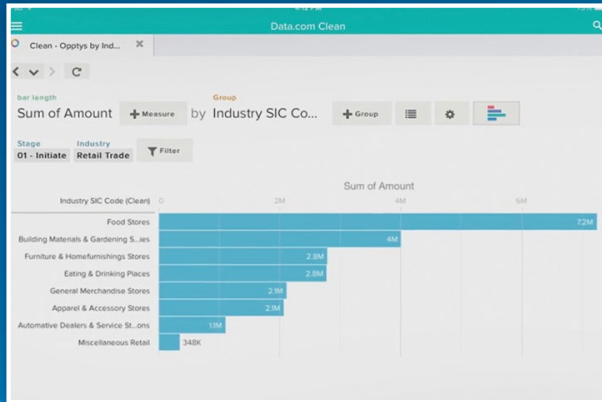 Data.com Clean
Clean - Opptys by Ind... ×
bar length
Group
Sum of Amount + Measure by Industry SIC Co... + Group
Stage Industry
01 - Initiate Retail Trade Filter
Sum of Amount
Industry SIC Code (Clean) 0 2M 4M 6M
Food Stores 7.2M
Building Materials & Gardening S...ies 4M
Furniture & Homefurnishings Stores 2.8M
Eating & Drinking Places 2.8M
General Merchandise Stores 2.1M
Apparel & Accessory Stores 2.1M
Automotive Dealers & Service St...ons 1.1M
Miscellaneous Retail 348K